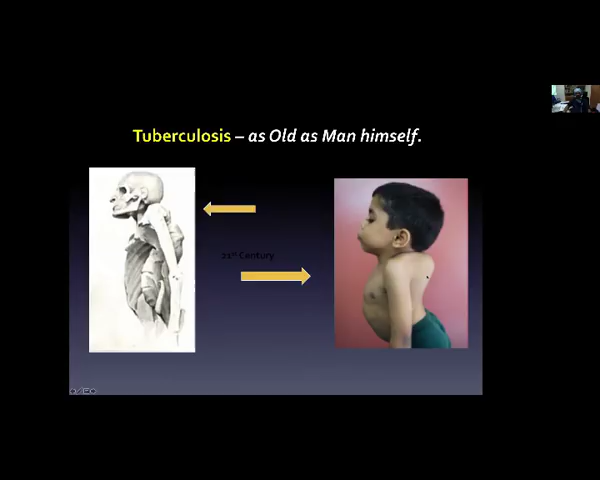 Tuberculosis – as Old as Man himself.
21st Century